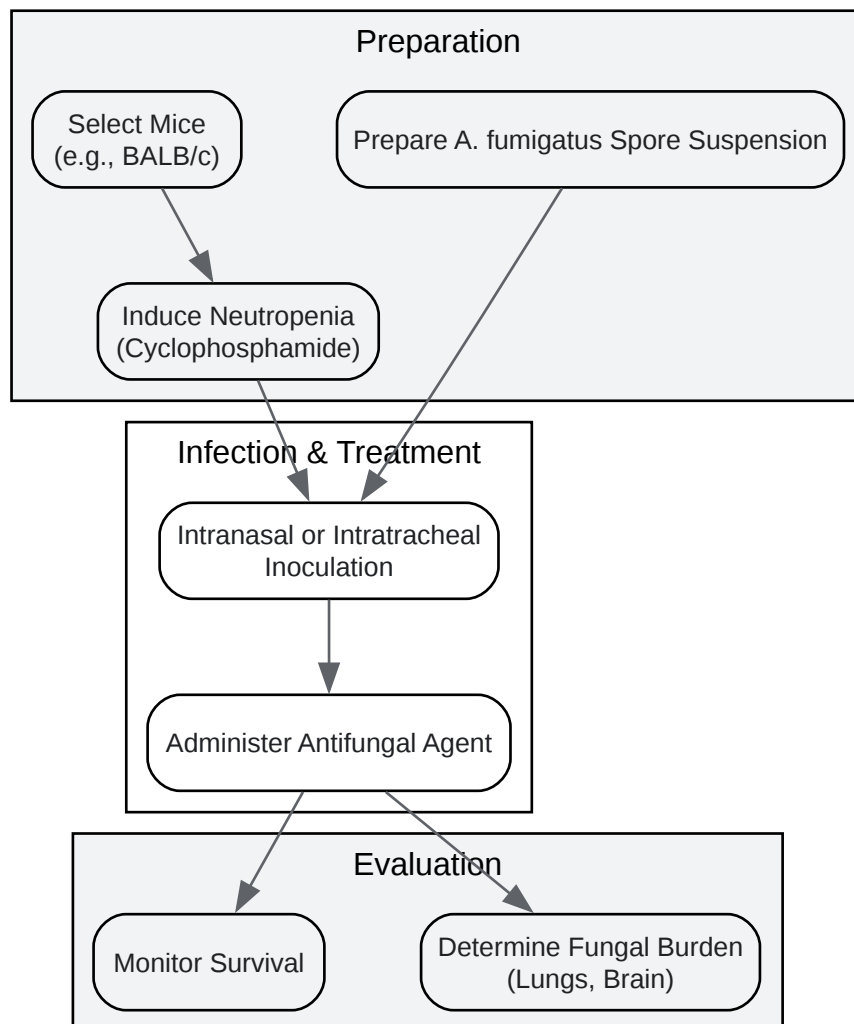 Preparation
Select Mice
(e.g., BALB/c)
Prepare A. fumigatus Spore Suspension
Induce Neutropenia
(Cyclophosphamide)
Infection & Treatment
Intranasal or Intratracheal
Inoculation
Administer Antifungal Agent
Evaluation
Monitor Survival
Determine Fungal Burden
(Lungs, Brain)